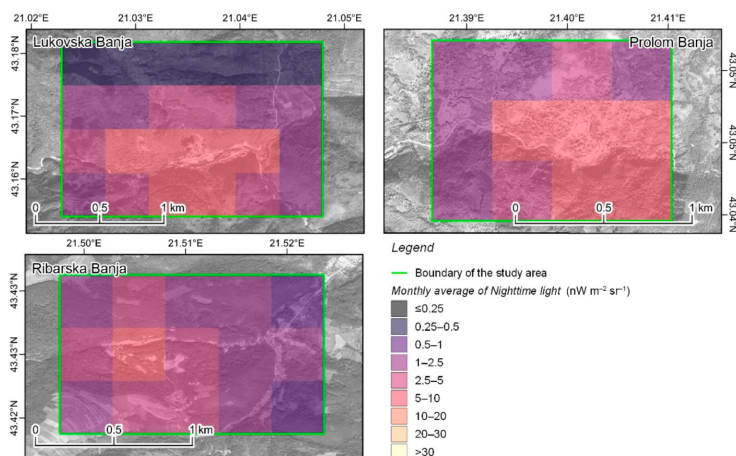 21.02°E 21.03°E 21.04°E 21.05°E
Lukovska Banja
43.18°N
43.17°N
43.16°N
0 0.5 1 km
21.39°E 21.40°E 21.41°E
Prolom Banja
43.05°N
43.05°N
43.04°N
0 0.5 1 km
21.50°E 21.51°E 21.52°E
Ribarska Banja
43.43°N
43.43°N
43.42°N
0 0.5 1 km
Legend
Boundary of the study area
Monthly average of Nighttime light (nW m⁻² sr⁻¹)
≤0.25
0.25–0.5
0.5–1
1–2.5
2.5–5
5–10
10–20
20–30
>30